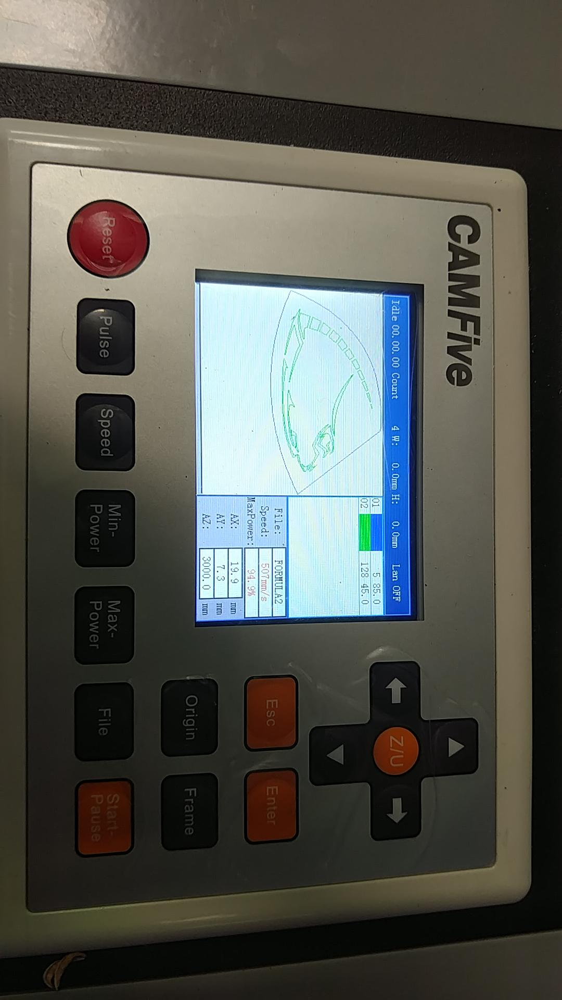 CAMFive
Idle 00.00.00 Count 4 W: 0.0mm H: 0.0mm Lan OFF
01 5 85.0
02 128 45.0
File: FORMULA2
Speed: 507mm/s
MaxPower: 94.9%
AX: 19.9 mm
AY: 7.3 mm
AZ: 3000.0 mm
Z/U
Esc
Enter
Origin
Frame
Reset
Pulse
Speed
Min-
Power
Max-
Power
File
Start-
Pause